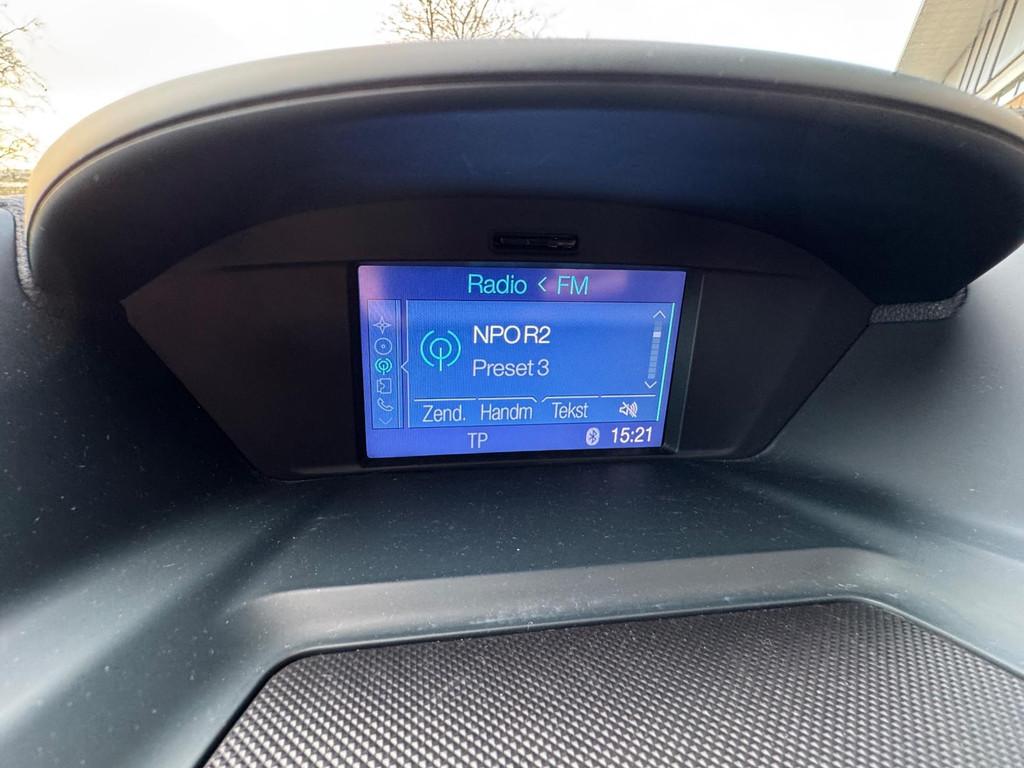 Radio < FM
NPO R2
Preset 3
Zend. Handm Tekst
TP 15:21